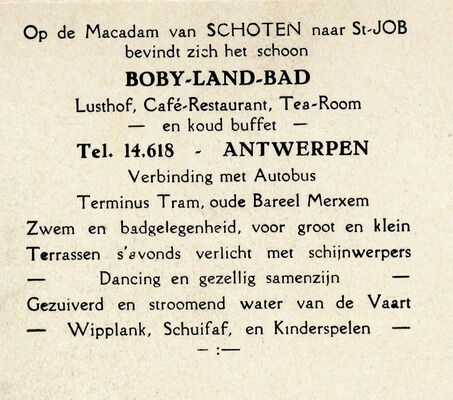 Op de Macadam van SCHOTEN naar St-JOB
bevindt zich het schoon
BOBY-LAND-BAD
Lusthof, Café-Restaurant, Tea-Room
— en koud buffet —
Tel. 14.618 - ANTWERPEN
Verbinding met Autobus
Terminus Tram, oude Bareel Merxem
Zwem en badgelegenheid, voor groot en klein
Terrassen s'avonds verlicht met schijnwerpers
— Dancing en gezellig samenzijn —
Gezuiverd en stroomend water van de Vaart
— Wipplank, Schuifaf, en Kinderspelen —
— :—